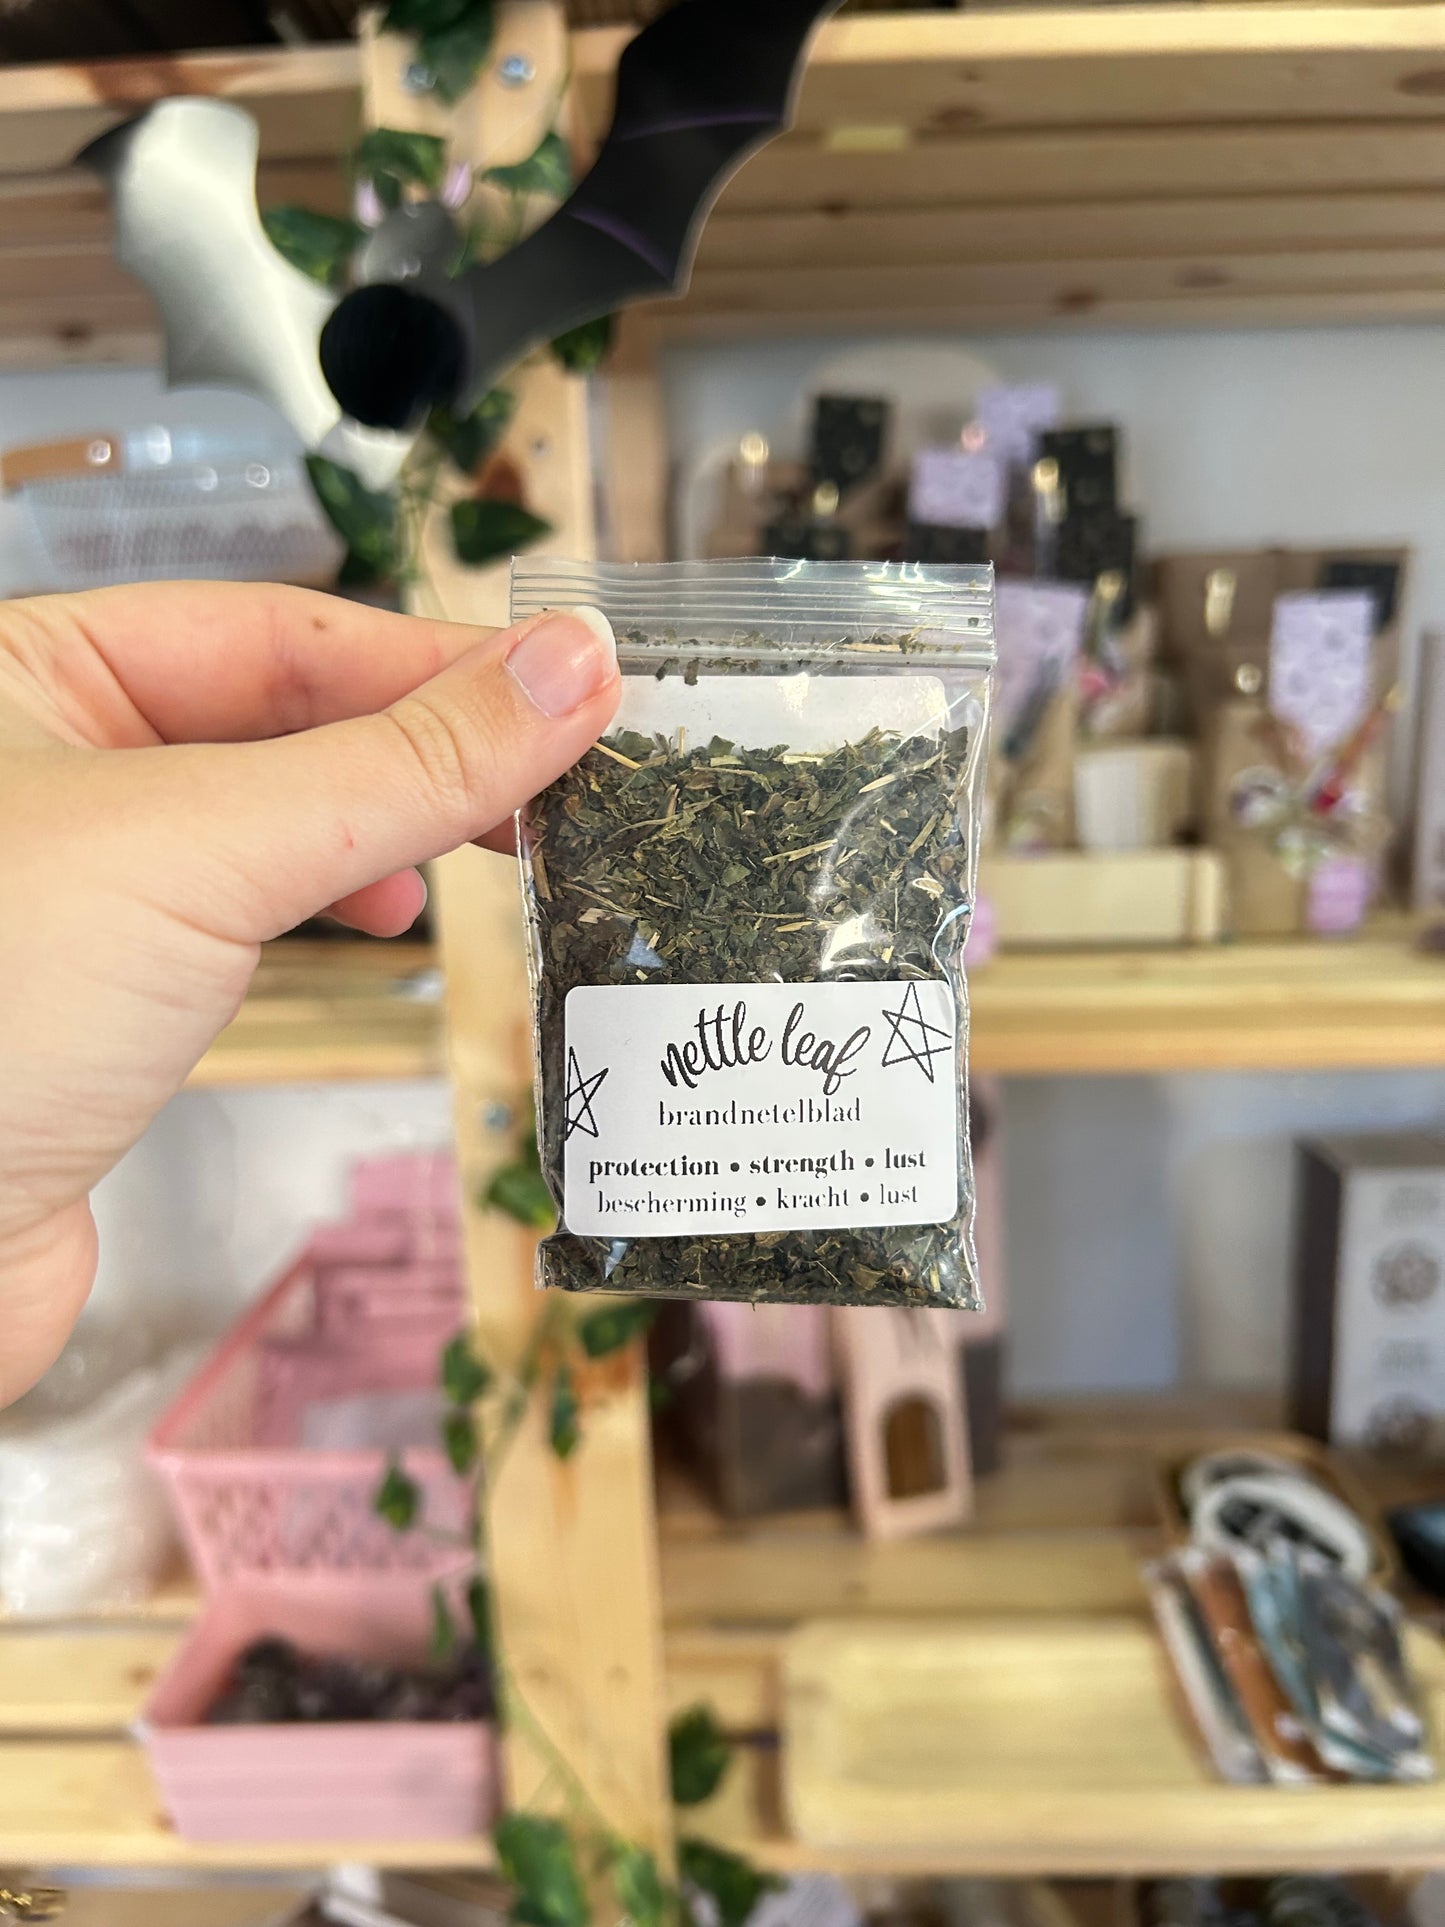 nettle leaf
brandnetelblad
protection • strength • lust
bescherming • kracht • lust